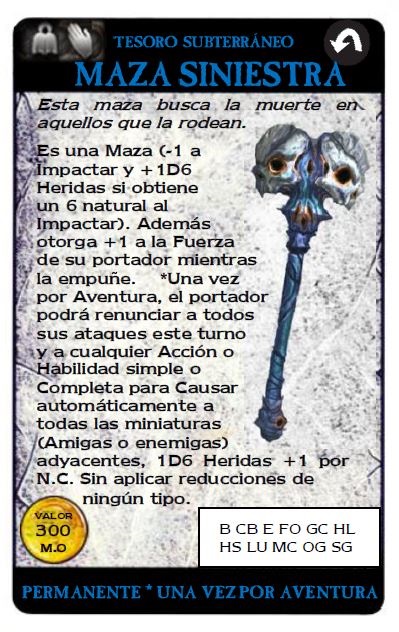 TESORO SUBTERRÁNEO
MAZA SINIESTRA
Esta maza busca la muerte en
aquellos que la rodean.
Es una Maza (-1 a
Impactar y +1D6
Heridas si obtiene
un 6 natural al
Impactar). Además
otorga +1 a la Fuerza
de su portador mientras
la empuñe. *Una vez
por Aventura, el portador
podrá renunciar a todos
sus ataques este turno
y a cualquier Acción o
Habilidad simple o
Completa para Causar
automáticamente a
todas las miniaturas
(Amigas o enemigas)
adyacentes, 1D6 Heridas +1 por
N.C. Sin aplicar reducciones de
ningún tipo.
VALOR
300
M.O
B CB E FO GC HL
HS LU MC OG SG
PERMANENTE * UNA VEZ POR AVENTURA